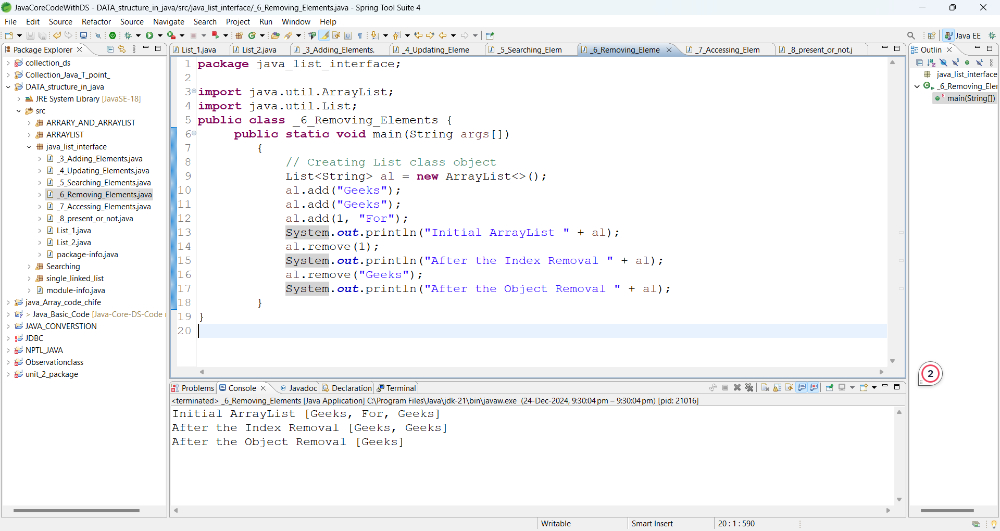 JavaCoreCodeWithDS - DATA_structure_in_java/src/java_list_interface/_6_Removing_Elements.java - Spring Tool Suite 4
File Edit Source Refactor Source Navigate Search Project Run Window Help
Java EE
Package Explorer
collection_ds
Collection_Java_T_point_
DATA_structure_in_java
JRE System Library [JavaSE-18]
src
ARRARY_AND_ARRAYLIST
ARRAYLIST
java_list_interface
_3_Adding_Elements.java
_4_Updating_Elements.java
_5_Searching_Elements.java
_6_Removing_Elements.java
_7_Accessing_Elements.java
_8_present_or_not.java
List_1.java
List_2.java
package-info.java
Searching
single_linked_list
module-info.java
java_Array_code_chife
> Java_Basic_Code [Java-Core-DS-Code
JAVA_CONVERSTION
JDBC
NPTL_JAVA
Observationclass
unit_2_package
List_1.java List_2.java _3_Adding_Elements. _4_Updating_Eleme _5_Searching_Elem _6_Removing_Eleme _7_Accessing_Elem _8_present_or_not.j
1 package java_list_interface;
2
3 import java.util.ArrayList;
4 import java.util.List;
5 public class _6_Removing_Elements {
6 public static void main(String args[])
7 {
8 // Creating List class object
9 List<String> al = new ArrayList<>();
10 al.add("Geeks");
11 al.add("Geeks");
12 al.add(1, "For");
13 System.out.println("Initial ArrayList " + al);
14 al.remove(1);
15 System.out.println("After the Index Removal " + al);
16 al.remove("Geeks");
17 System.out.println("After the Object Removal " + al);
18 }
19 }
20
Outlin
java_list_interface
_6_Removing_Eler
main(String[])
2
Problems Console Javadoc Declaration Terminal
<terminated> _6_Removing_Elements [Java Application] C:\Program Files\Java\jdk-21\bin\javaw.exe (24-Dec-2024, 9:30:04 pm – 9:30:04 pm) [pid: 21016]
Initial ArrayList [Geeks, For, Geeks]
After the Index Removal [Geeks, Geeks]
After the Object Removal [Geeks]
Writable Smart Insert 20 : 1 : 590